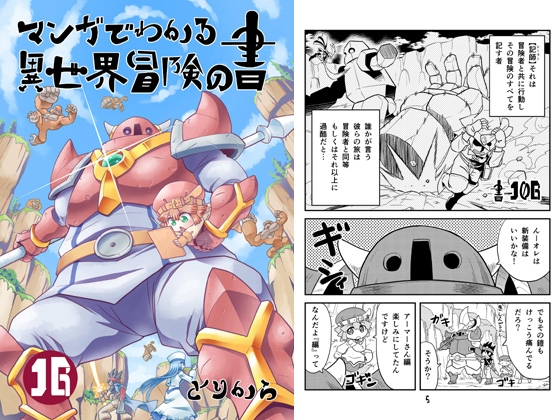 マンガでわかる
異世界冒険の書
16
とりから
【記師】それは
冒険者と共に行動し
その冒険のすべてを
記す者
誰かが言う
彼らの旅は
冒険者と同等
もしくはそれ以上に
過酷だと…
書106
んーオレは
新装備は
いいかな!
ギシ
でもその鎧も
けっこう痛んでる
だろ?
そうか?
ガキ
ゴキ
アーマーさん編
楽しみにしてたん
ですけど
なんだよ『編』って
ゴギン
5